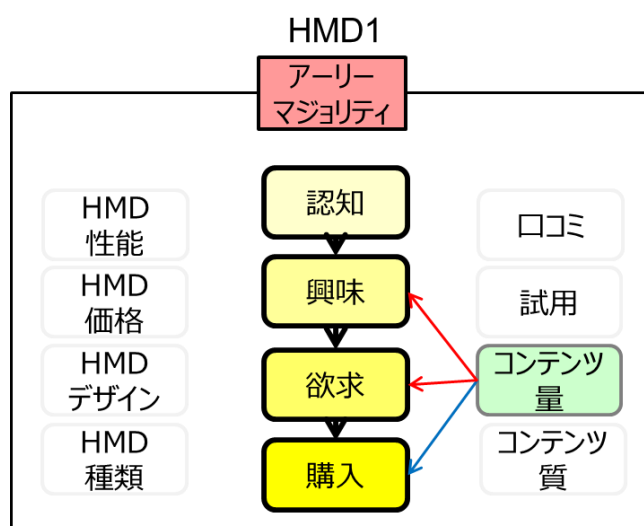 HMD1
アーリー
マジョリティ
認知
興味
欲求
購入
HMD
性能
HMD
価格
HMD
デザイン
HMD
種類
口コミ
試用
コンテンツ
量
コンテンツ
質